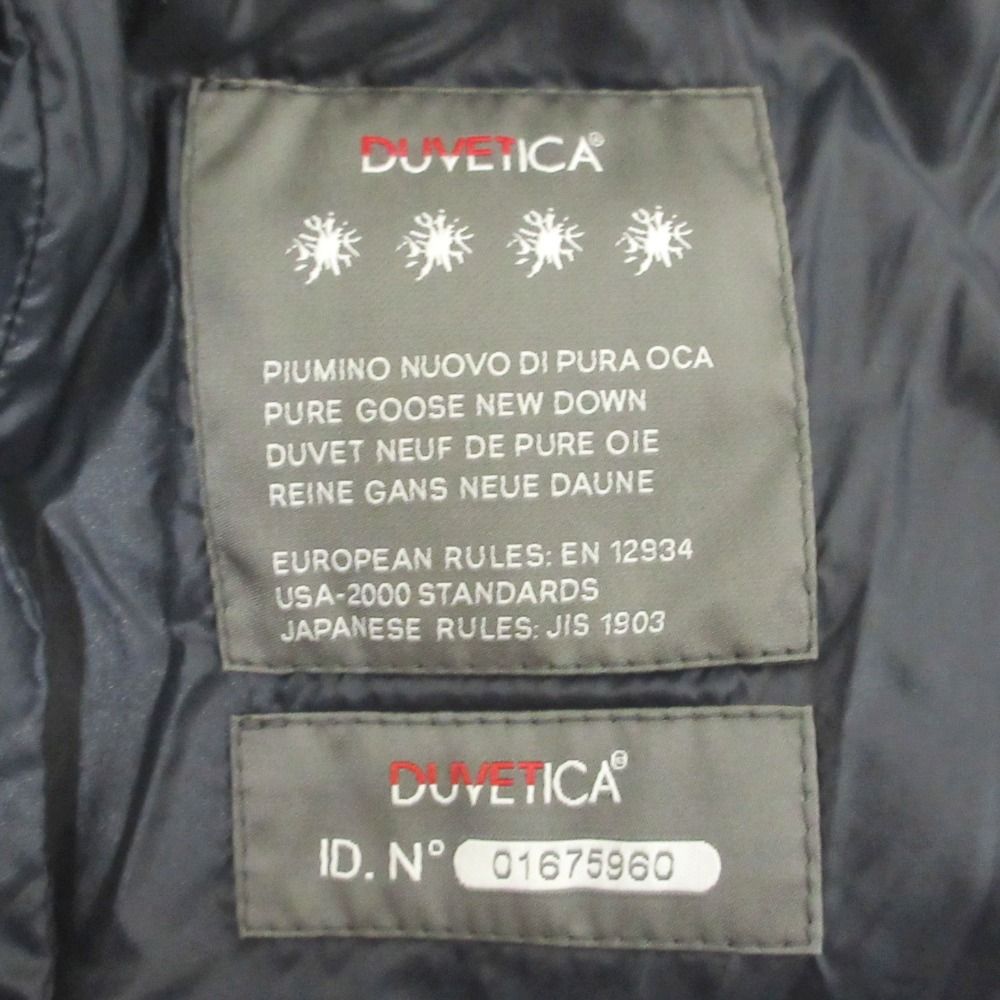 DUVETICA®
PIUMINO NUOVO DI PURA OCA
PURE GOOSE NEW DOWN
DUVET NEUF DE PURE OIE
REINE GANS NEUE DAUNE
EUROPEAN RULES: EN 12934
USA-2000 STANDARDS
JAPANESE RULES: JIS 1903
DUVETICA®
ID. N° 01675960